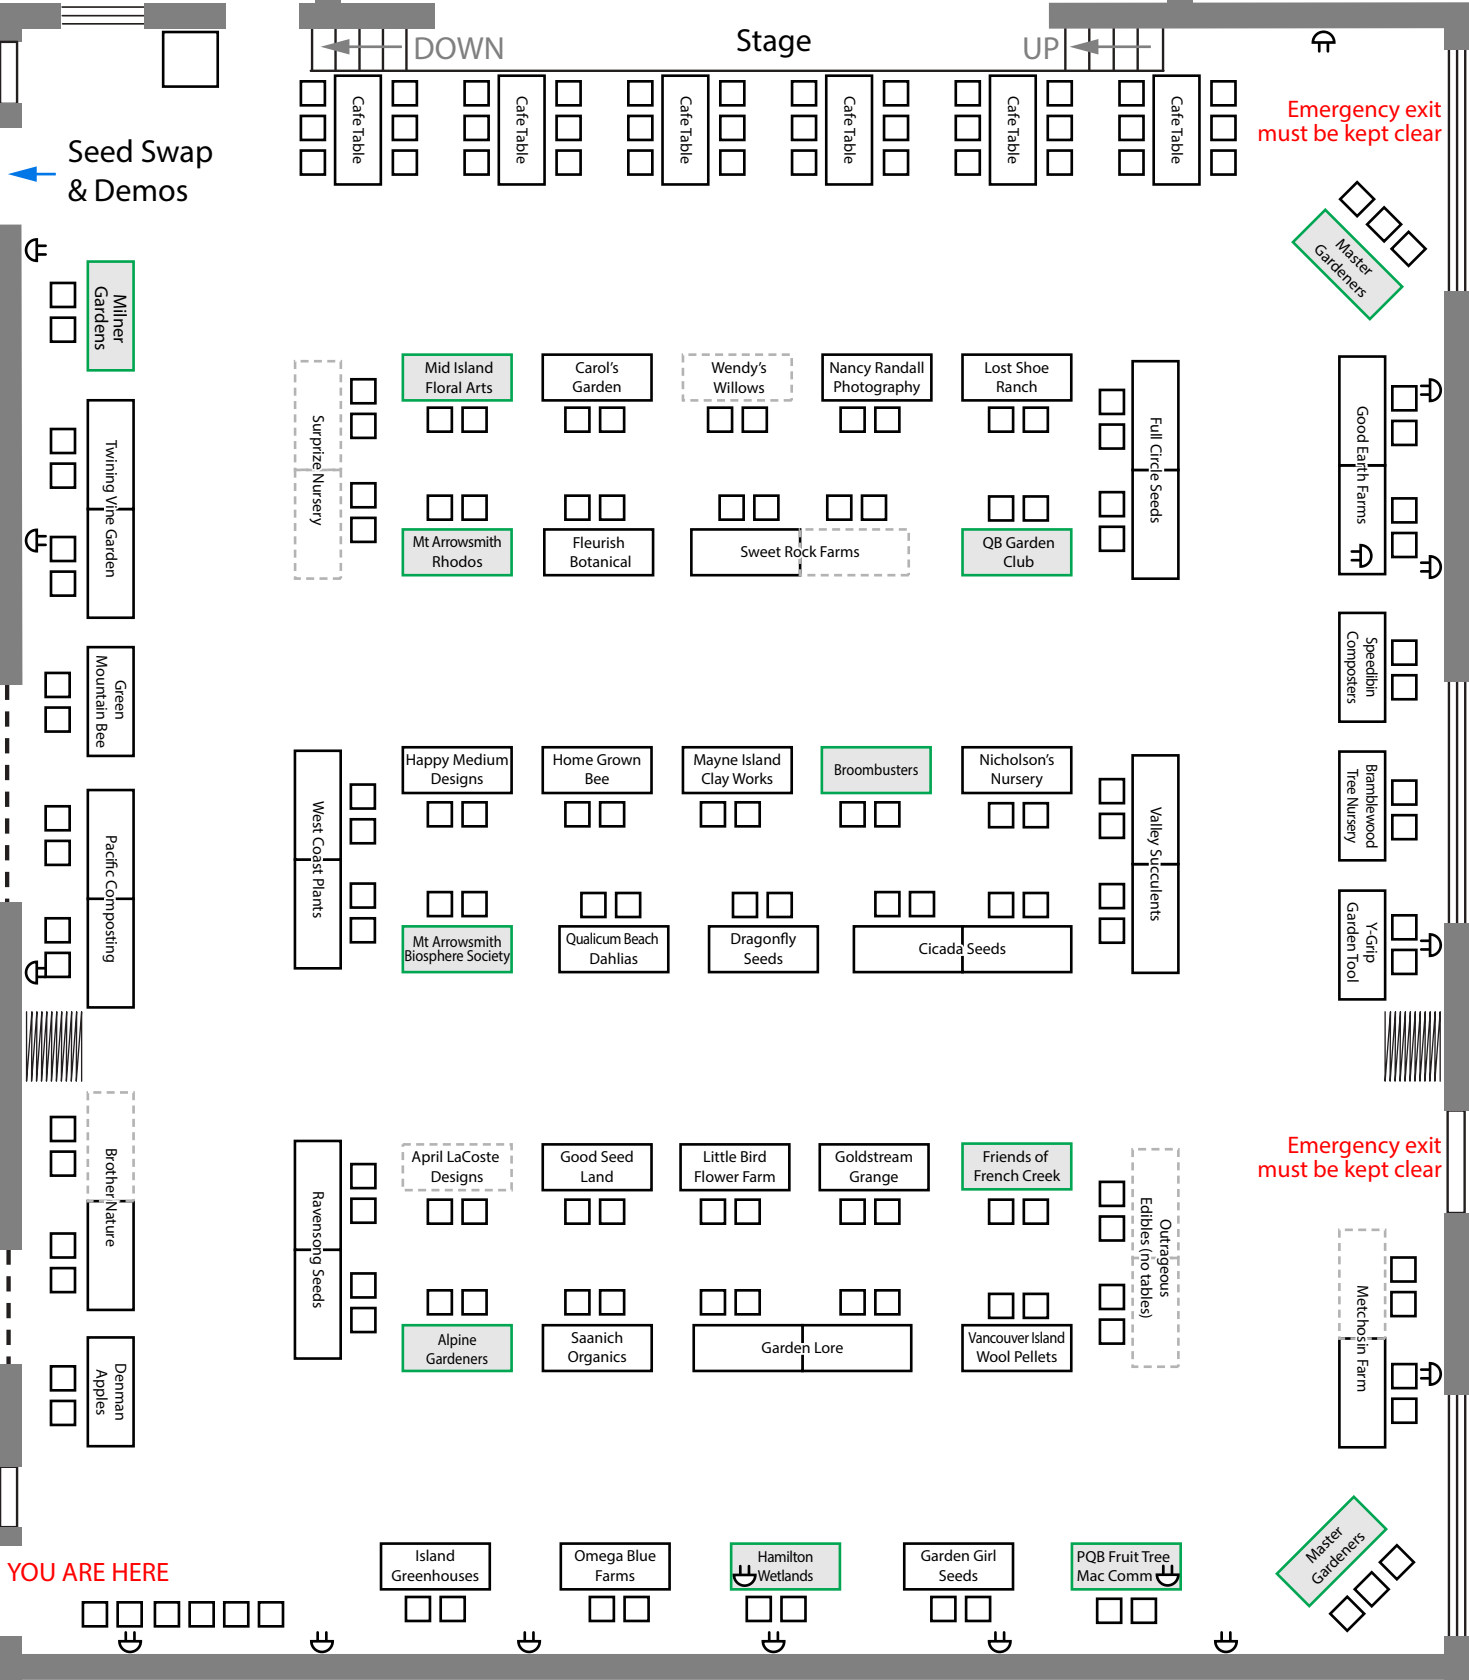 DOWN
Stage
UP
Cafe Table
Cafe Table
Cafe Table
Cafe Table
Cafe Table
Cafe Table
Emergency exit
must be kept clear
Seed Swap
& Demos
Master
Gardeners
Milner
Gardens
Mid Island
Floral Arts
Carol's
Garden
Wendy's
Willows
Nancy Randall
Photography
Lost Shoe
Ranch
Surprize Nursery
Full Circle Seeds
Good Earth Farms
Twining Vine Garden
Mt Arrowsmith
Rhodos
Fleurish
Botanical
Sweet Rock Farms
QB Garden
Club
Speedibin
Composters
Green
Mountain Bee
Happy Medium
Designs
Home Grown
Bee
Mayne Island
Clay Works
Broombusters
Nicholson's
Nursery
Bramblewood
Tree Nursery
West Coast Plants
Valley Succulents
Pacific Composting
Mt Arrowsmith
Biosphere Society
Qualicum Beach
Dahlias
Dragonfly
Seeds
Cicada Seeds
Y-Grip
Garden Tool
Emergency exit
must be kept clear
Brother Nature
April LaCoste
Designs
Good Seed
Land
Little Bird
Flower Farm
Goldstream
Grange
Friends of
French Creek
Ravensong Seeds
Outrageous
Edibles (no tables)
Metchosin Farm
Alpine
Gardeners
Saanich
Organics
Garden Lore
Vancouver Island
Wool Pellets
Denman
Apples
Master
Gardeners
YOU ARE HERE
Island
Greenhouses
Omega Blue
Farms
Hamilton
Wetlands
Garden Girl
Seeds
PQB Fruit Tree
Mac Comm